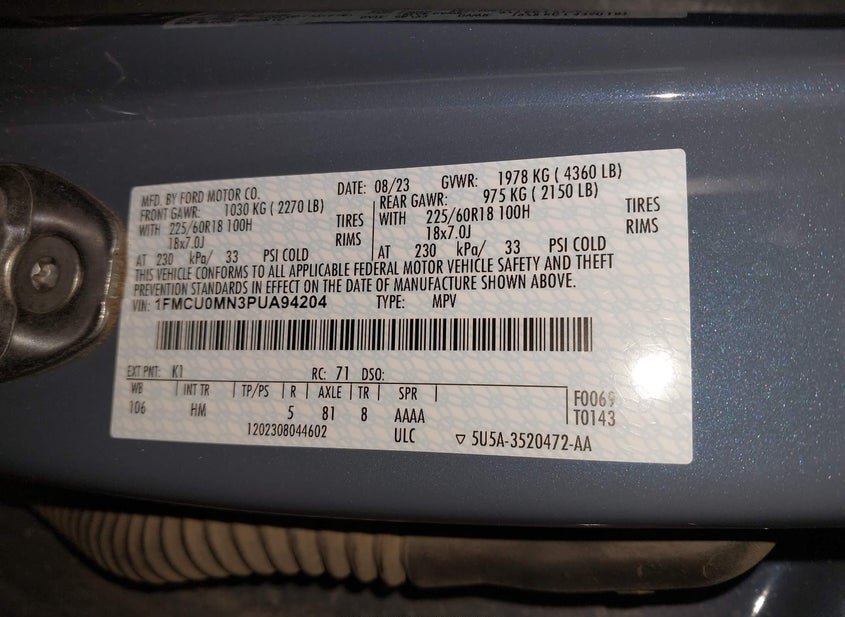 MFD. BY FORD MOTOR CO. DATE: 08/23 GVWR: 1978 KG ( 4360 LB)
FRONT GAWR: 1030 KG ( 2270 LB) REAR GAWR: 975 KG ( 2150 LB)
WITH 225/60R18 100H TIRES WITH 225/60R18 100H TIRES
18x7.0J RIMS 18x7.0J RIMS
AT 230 kPa/ 33 PSI COLD AT 230 kPa/ 33 PSI COLD
THIS VEHICLE CONFORMS TO ALL APPLICABLE FEDERAL MOTOR VEHICLE SAFETY AND THEFT
PREVENTION STANDARDS IN EFFECT ON THE DATE OF MANUFACTURE SHOWN ABOVE.
VIN: 1FMCU0MN3PUA94204 TYPE: MPV
EXT PNT: K1 RC: 71 DSO:
WB INT TR TP/PS R AXLE TR SPR F0069
106 HM 5 81 8 AAAA T0143
1202308044602 ULC 5U5A-3520472-AA